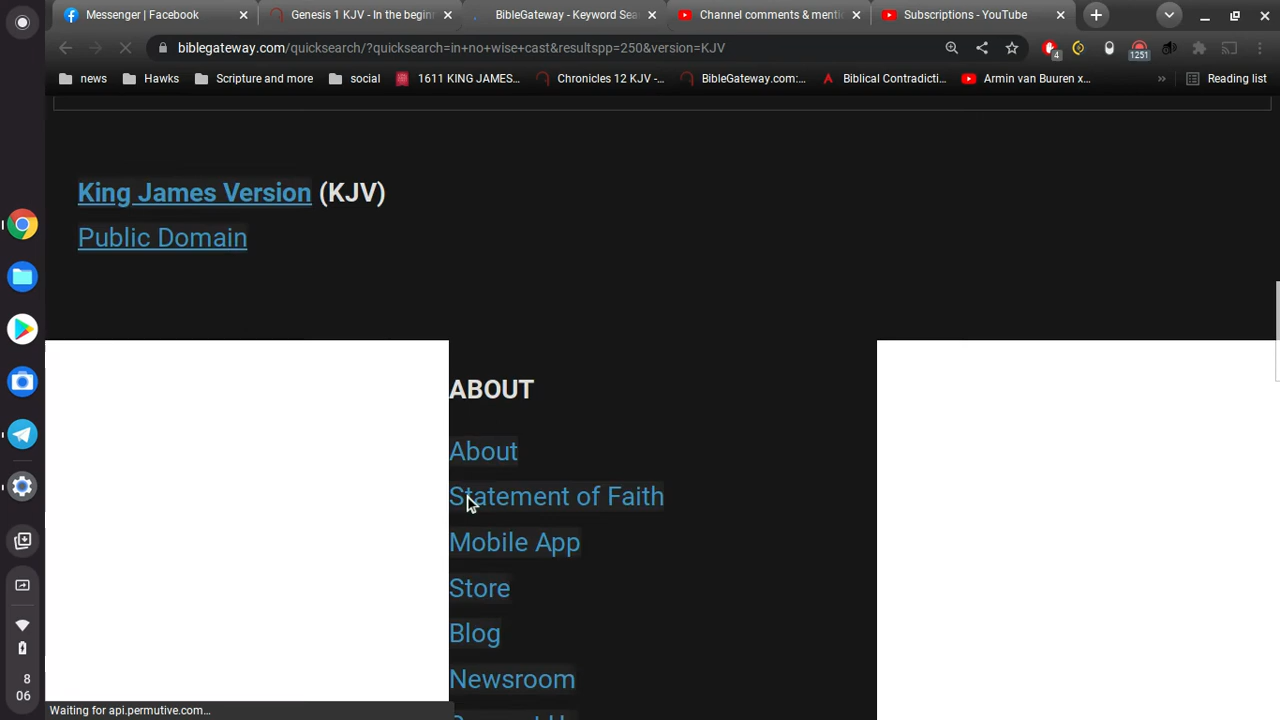 Messenger | Facebook
Genesis 1 KJV - In the beginn
BibleGateway - Keyword Sea
Channel comments & menti
Subscriptions - YouTube
biblegateway.com/quicksearch/?quicksearch=in+no+wise+cast&resultspp=250&version=KJV
4
1251
news
Hawks
Scripture and more
social
1611 KING JAMES...
Chronicles 12 KJV -...
BibleGateway.com:...
Biblical Contradicti...
Armin van Buuren x...
»
Reading list
King James Version (KJV)
Public Domain
ABOUT
About
Statement of Faith
Mobile App
Store
Blog
Newsroom
8
06
Waiting for api.permutive.com...